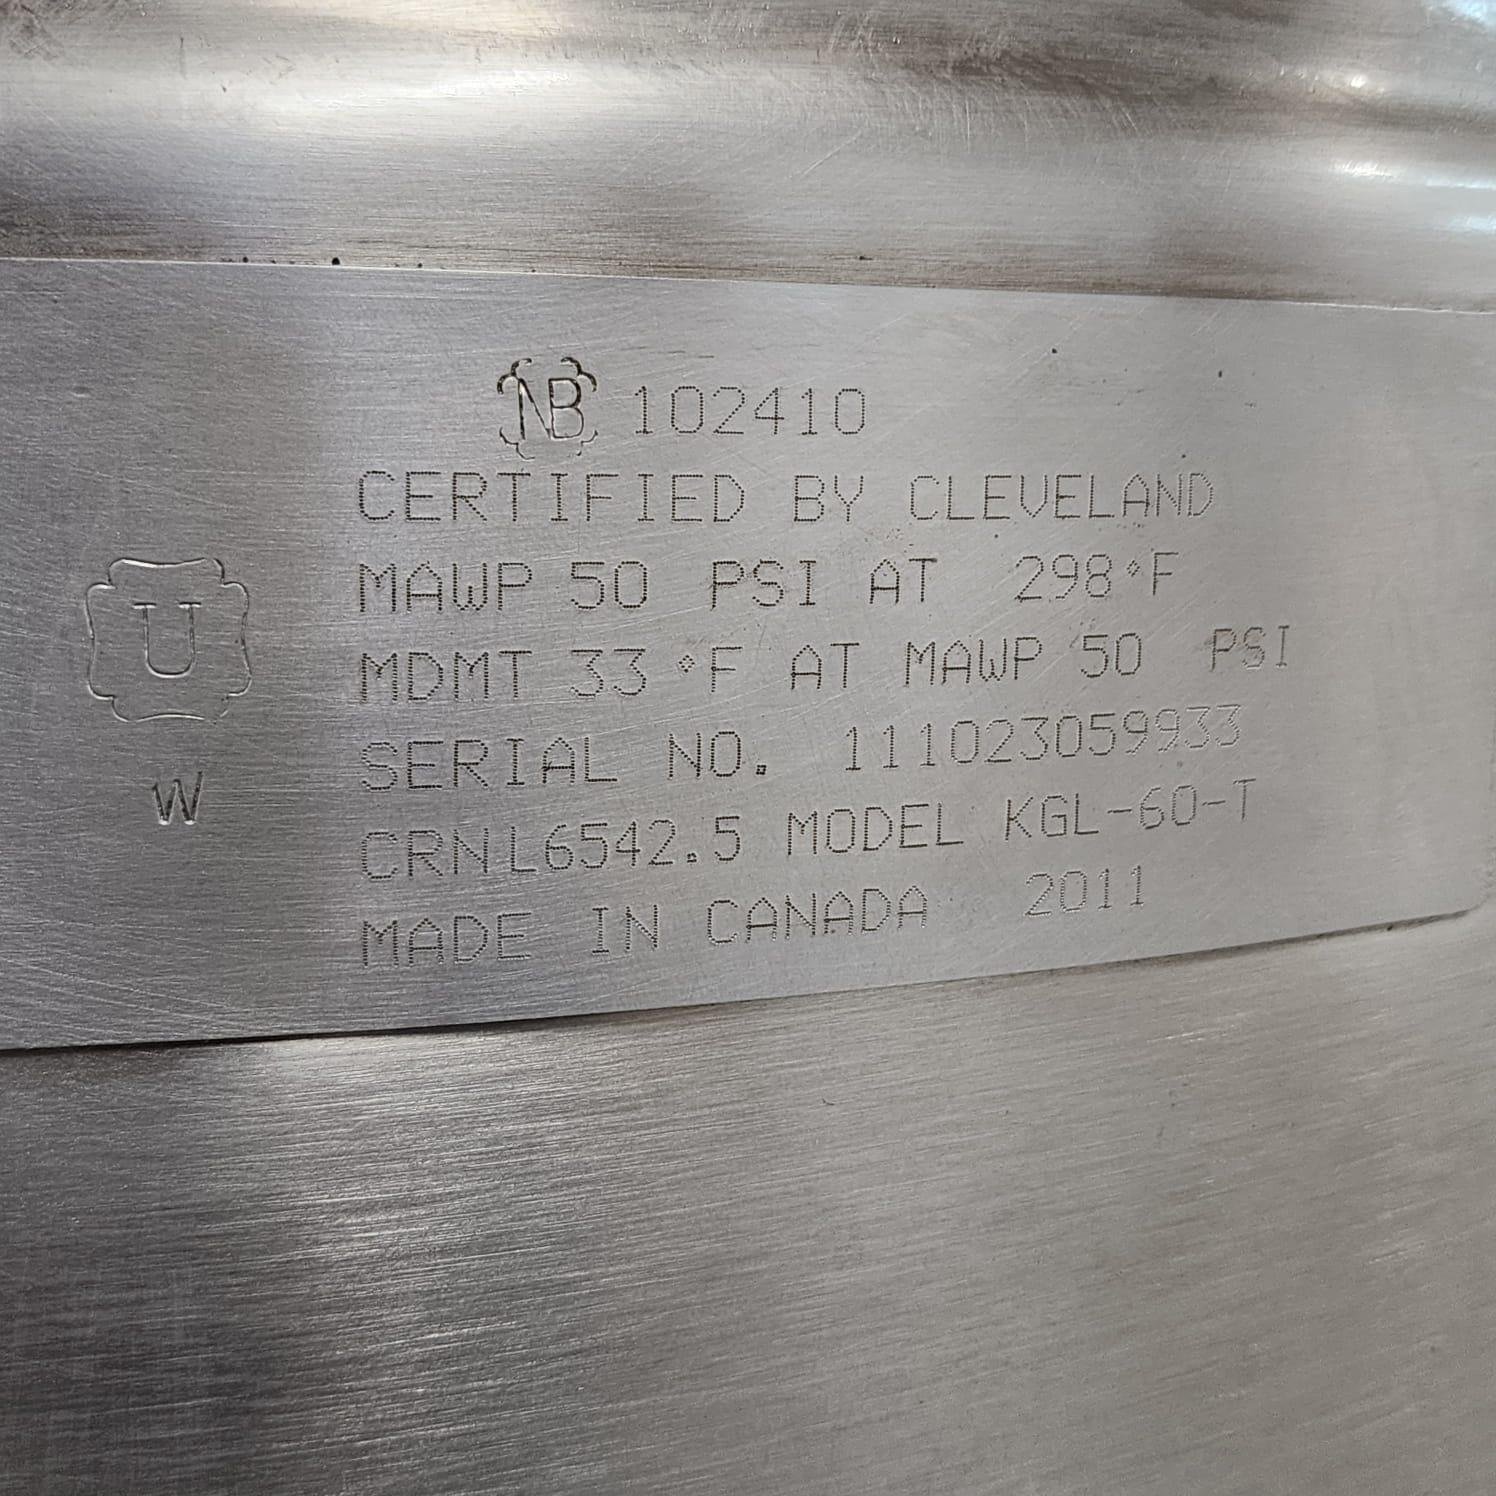 NB 102410
CERTIFIED BY CLEVELAND
MAWP 50 PSI AT 298°F
U
MDMT 33°F AT MAWP 50 PSI
SERIAL NO. 111023059933
W
CRN L6542.5 MODEL KGL-60-T
MADE IN CANADA 2011